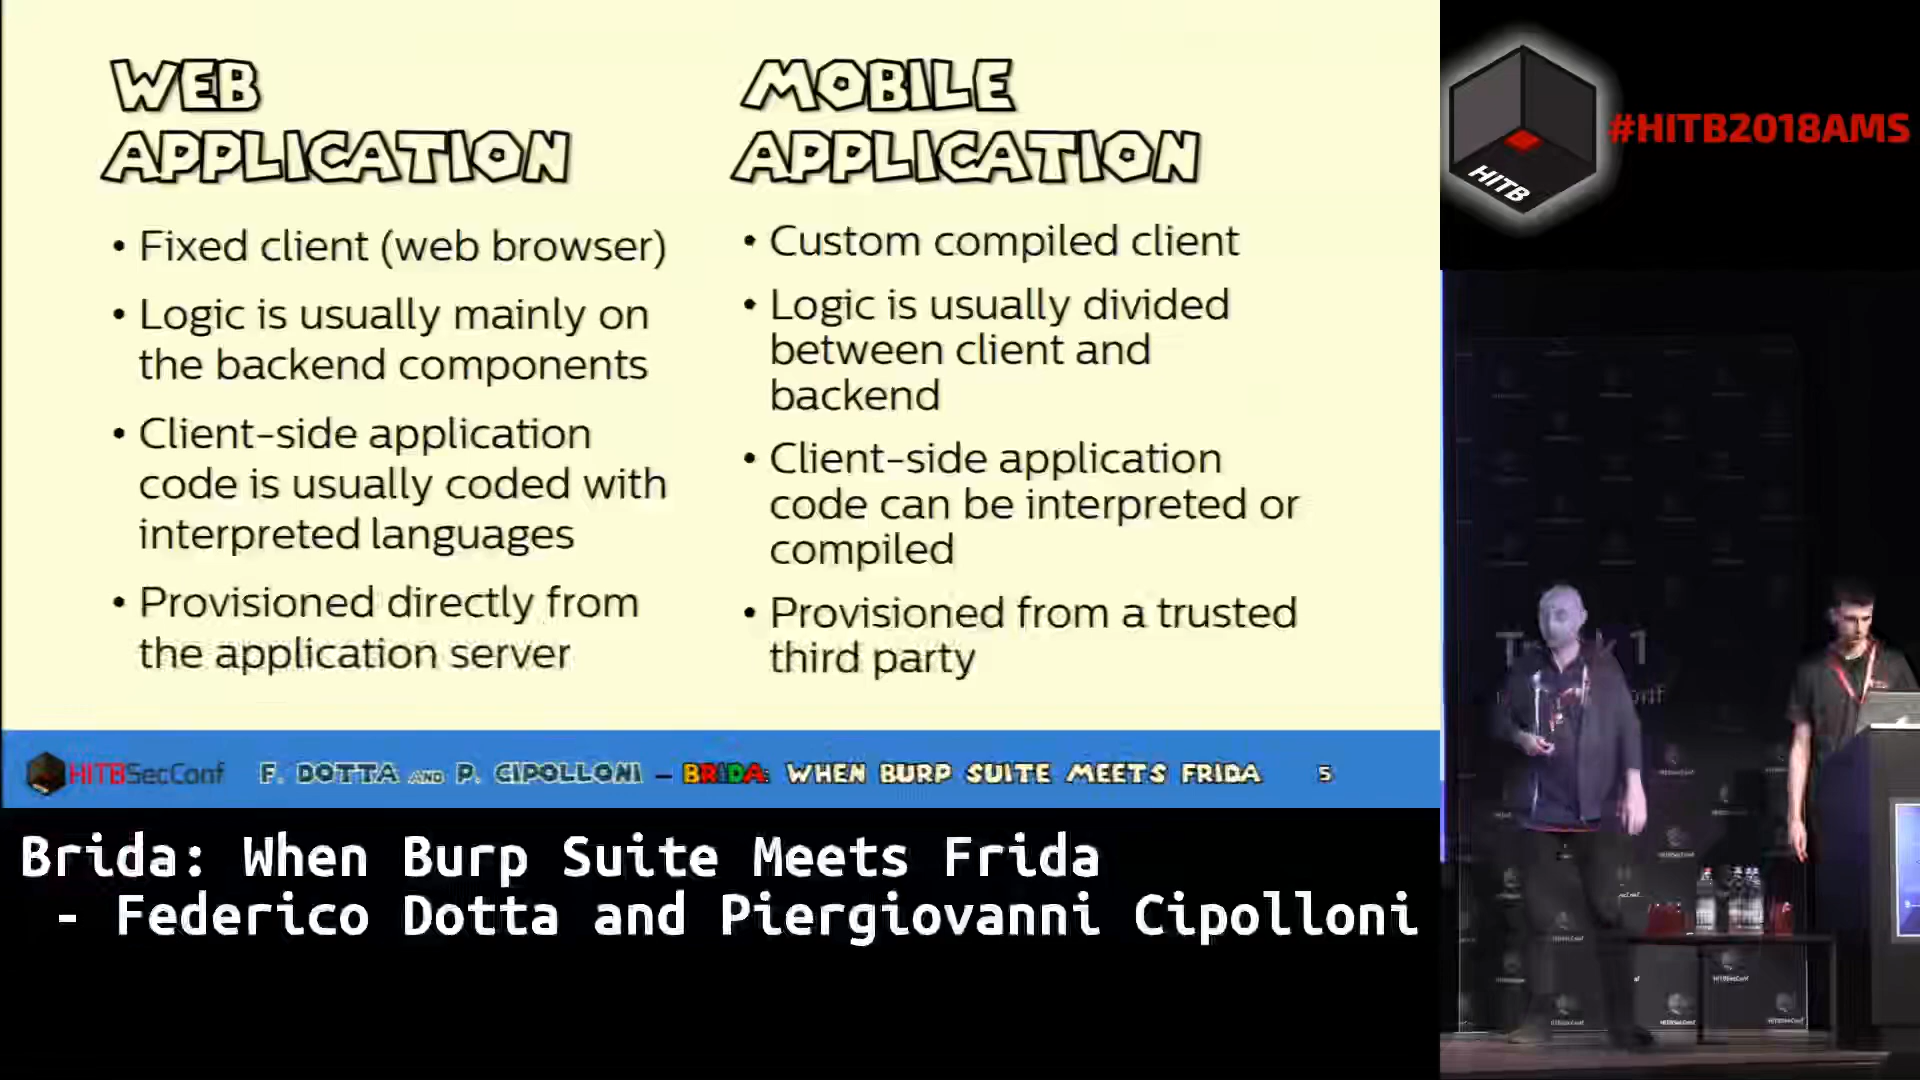 WEB
APPLICATION
• Fixed client (web browser)
• Logic is usually mainly on
the backend components
• Client-side application
code is usually coded with
interpreted languages
• Provisioned directly from
the application server
MOBILE
APPLICATION
• Custom compiled client
• Logic is usually divided
between client and
backend
• Client-side application
code can be interpreted or
compiled
• Provisioned from a trusted
third party
HITBSecConf F. DOTTA AND P. CIPOLLONI – BRIDA: WHEN BURP SUITE MEETS FRIDA 5
Brida: When Burp Suite Meets Frida
- Federico Dotta and Piergiovanni Cipolloni
HITB
#HITB2018AMS